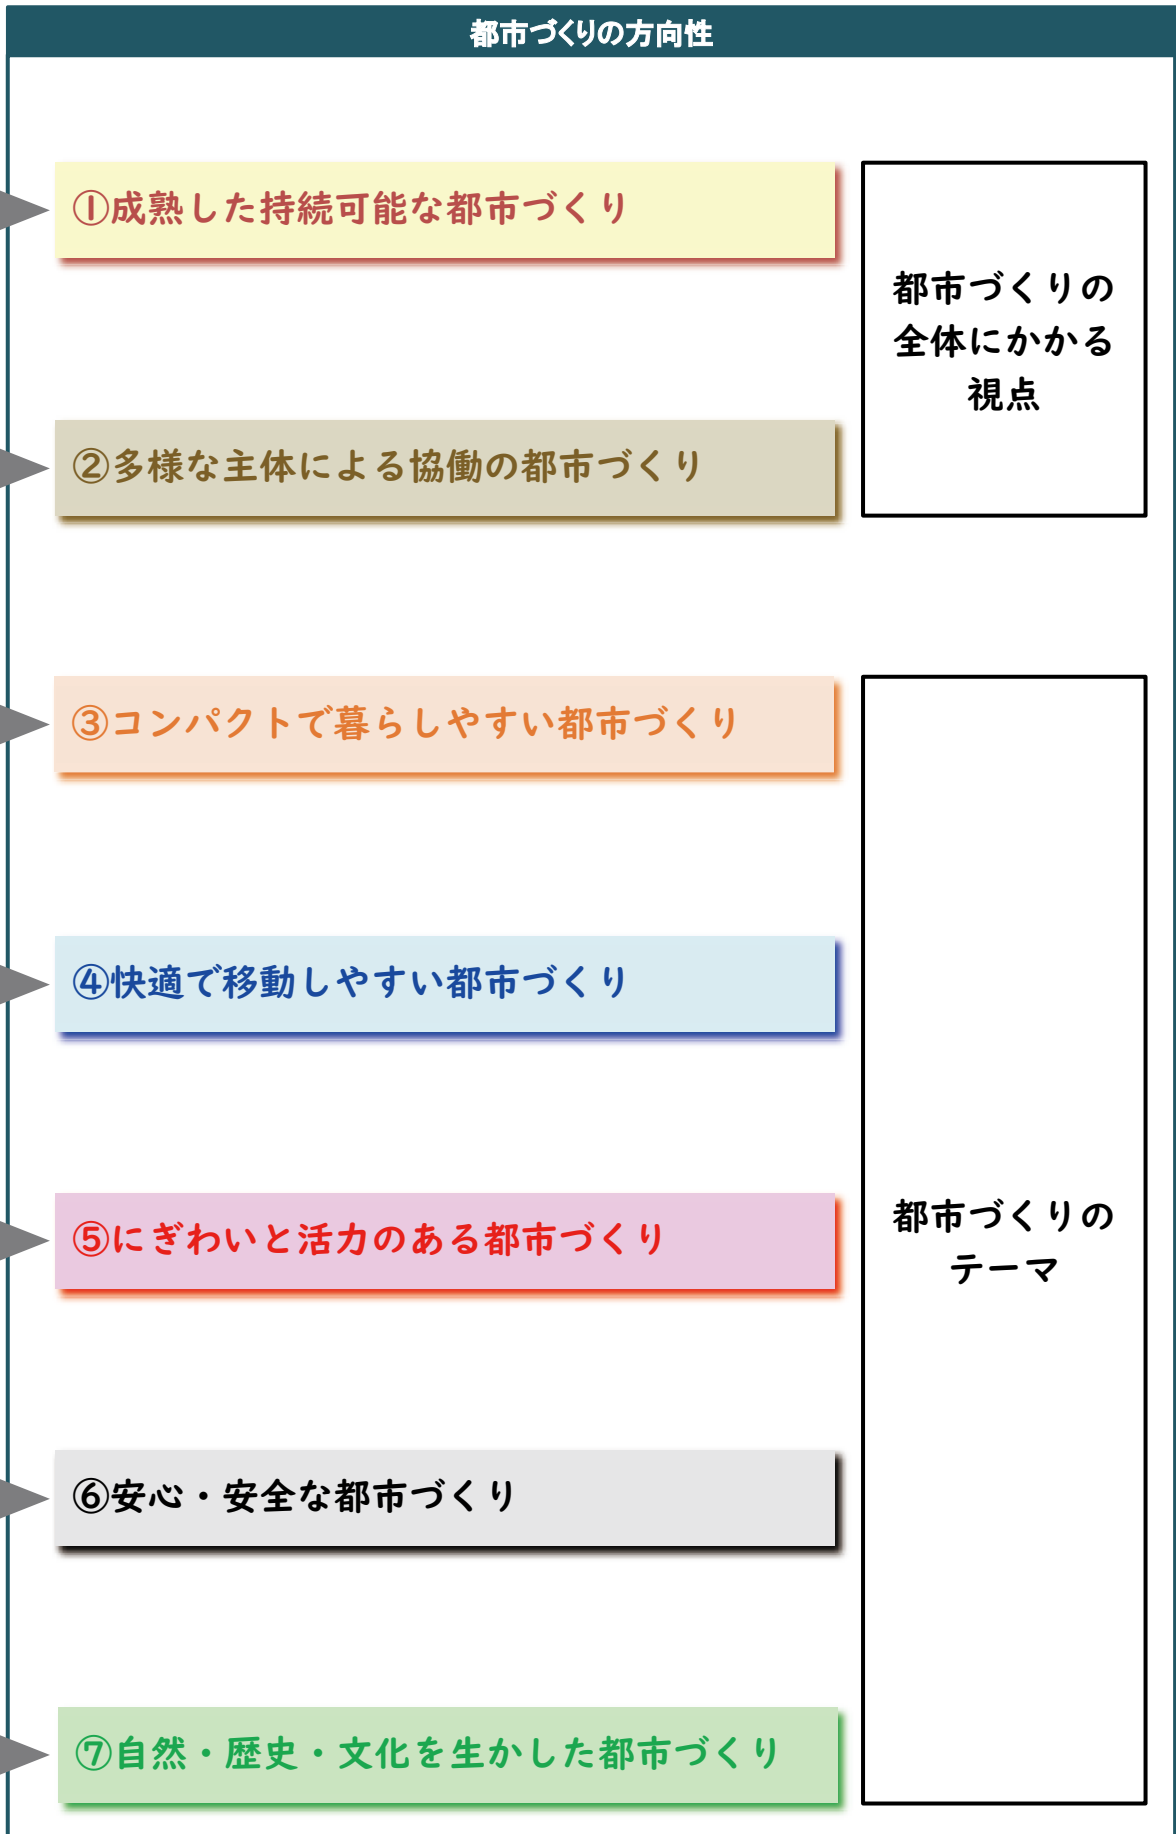 都市づくりの方向性
①成熟した持続可能な都市づくり
②多様な主体による協働の都市づくり
都市づくりの
全体にかかる
視点
③コンパクトで暮らしやすい都市づくり
④快適で移動しやすい都市づくり
⑤にぎわいと活力のある都市づくり
⑥安心・安全な都市づくり
⑦自然・歴史・文化を生かした都市づくり
都市づくりの
テーマ